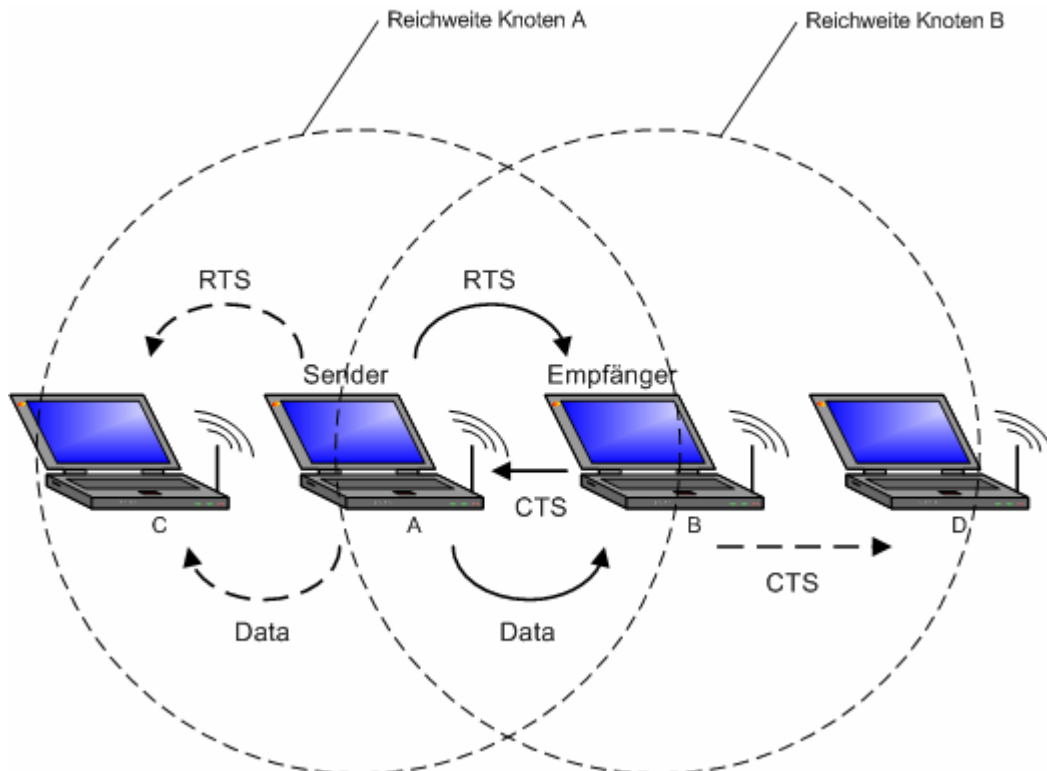 Reichweite Knoten A
Reichweite Knoten B
RTS
RTS
Sender
Empfänger
CTS
C
A
B
D
CTS
Data
Data